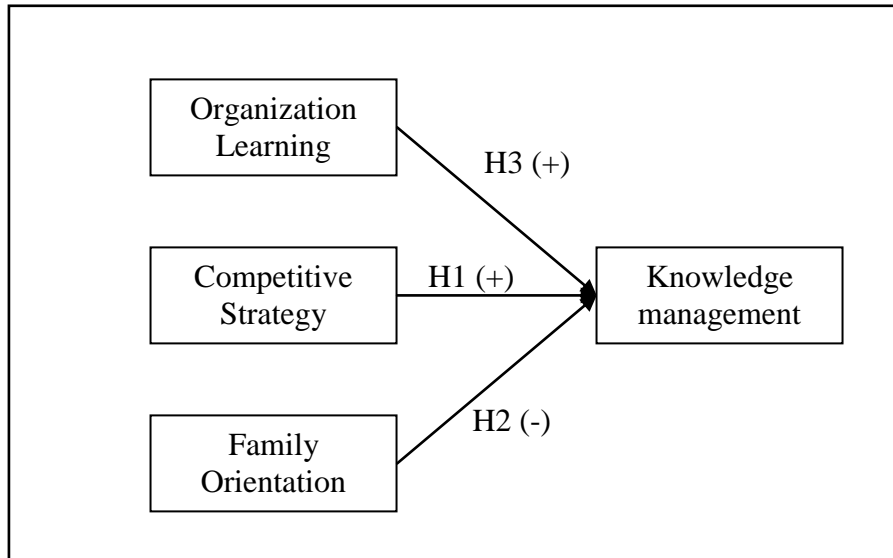 Organization
Learning
H3 (+)
Competitive
Strategy
H1 (+)
Knowledge
management
H2 (-)
Family
Orientation